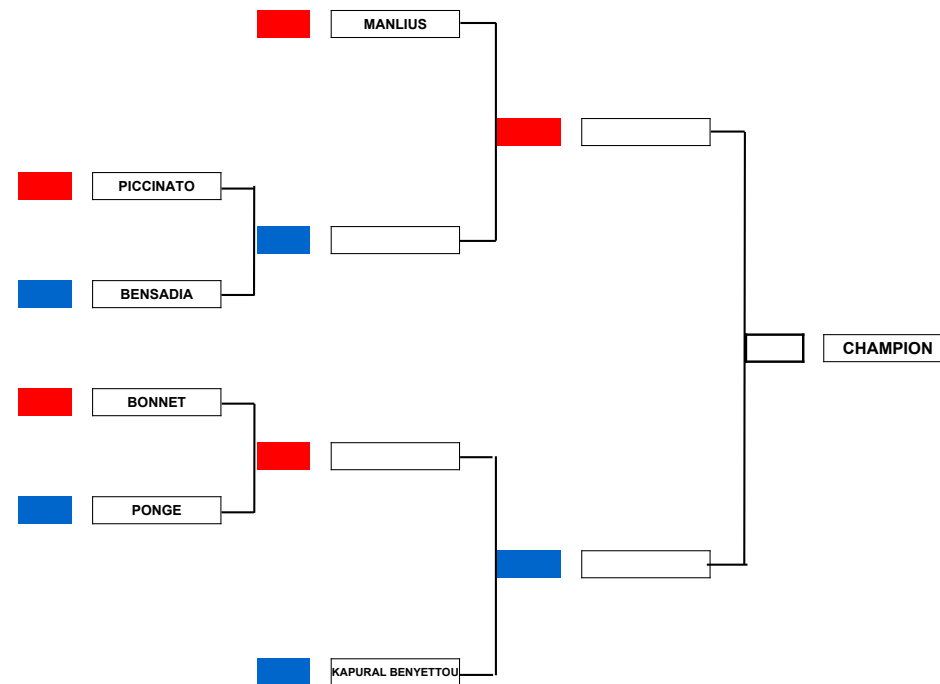 MANLIUS
PICCINATO
BENSADIA
CHAMPION
BONNET
PONGE
KAPURAL BENYETTOU